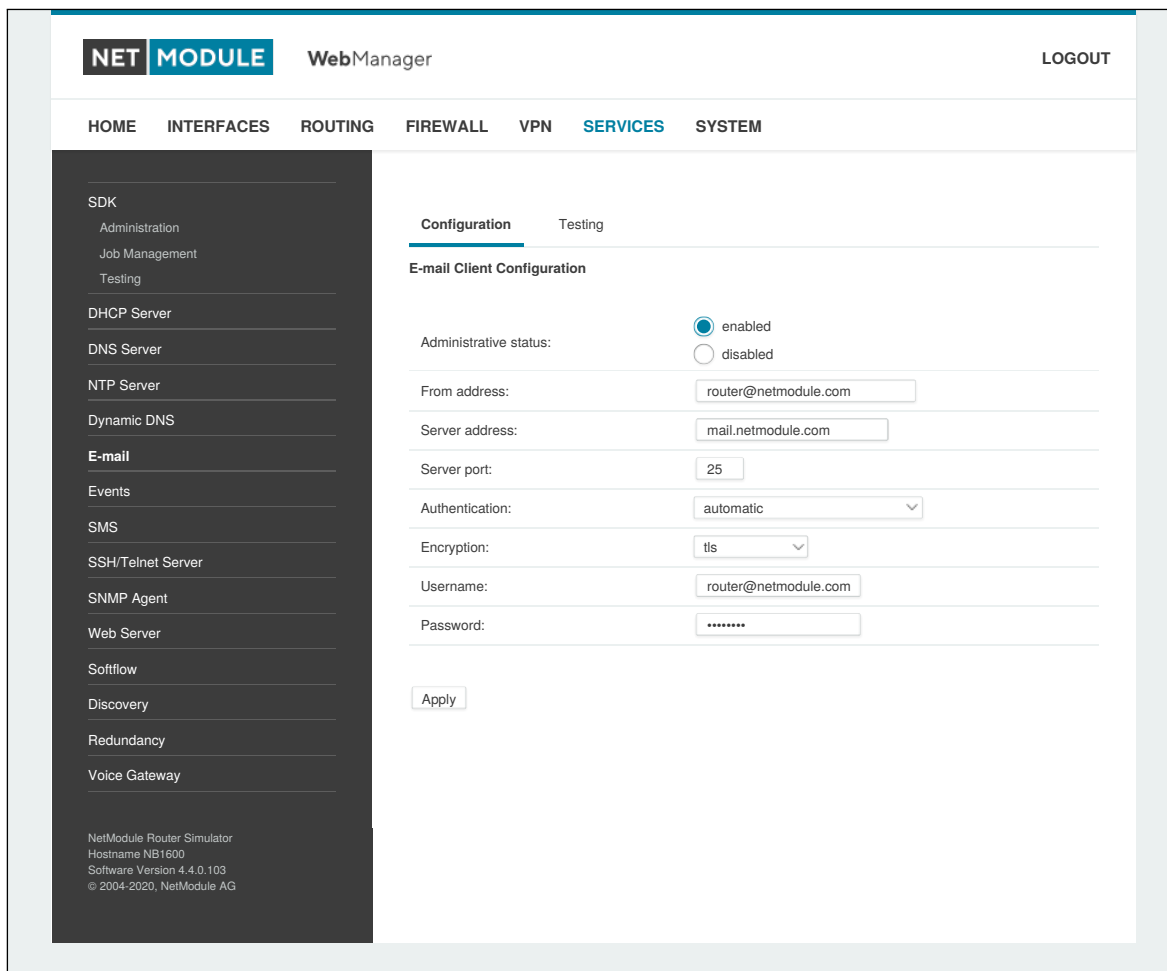 NET MODULE WebManager LOGOUT
HOME INTERFACES ROUTING FIREWALL VPN SERVICES SYSTEM
SDK
Administration
Job Management
Testing
DHCP Server
DNS Server
NTP Server
Dynamic DNS
E-mail
Events
SMS
SSH/Telnet Server
SNMP Agent
Web Server
Softflow
Discovery
Redundancy
Voice Gateway
NetModule Router Simulator
Hostname NB1600
Software Version 4.4.0.103
© 2004-2020, NetModule AG
Configuration Testing
E-mail Client Configuration
Administrative status:
enabled
disabled
From address: router@netmodule.com
Server address: mail.netmodule.com
Server port: 25
Authentication: automatic
Encryption: tls
Username: router@netmodule.com
Password: ••••••••
Apply